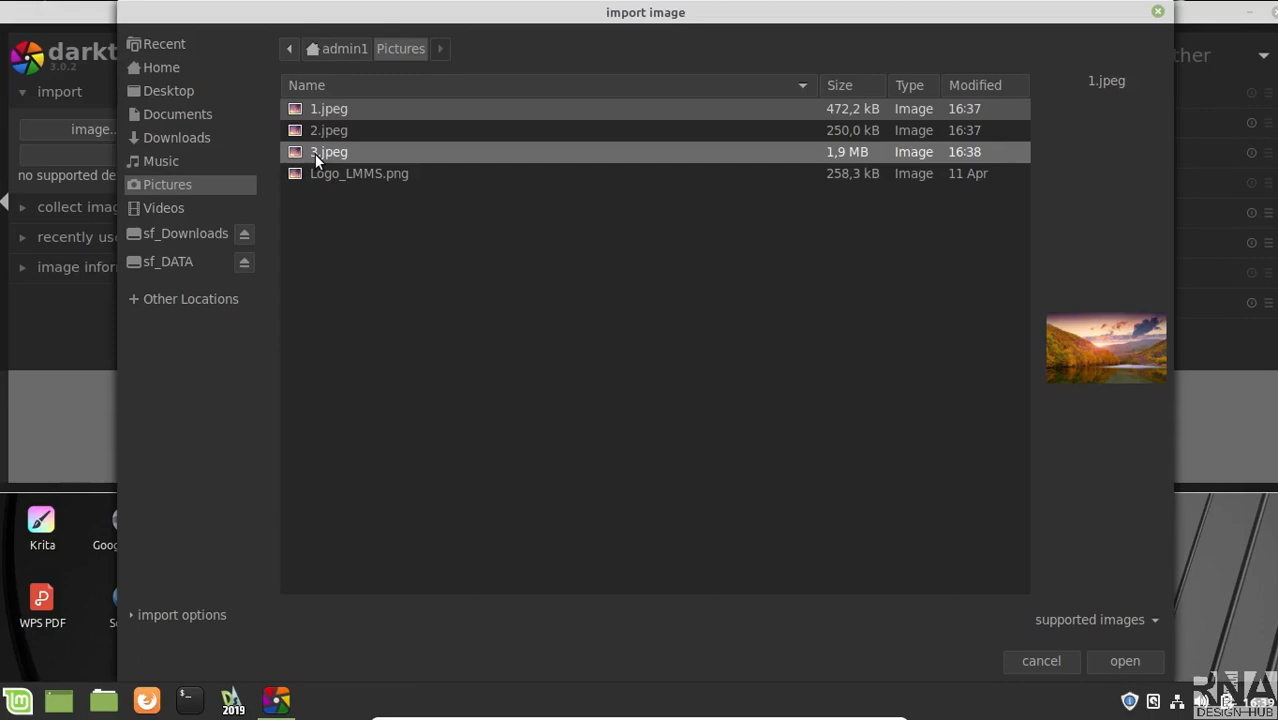 import image
darkt
3.0.2
ther
import
image..
no supported de
collect imag
recently use
image inforn
Recent
Home
Desktop
Documents
Downloads
Music
Pictures
Videos
sf_Downloads
sf_DATA
Other Locations
admin1 Pictures
Name Size Type Modified
1.jpeg 472,2 kB Image 16:37
2.jpeg 250,0 kB Image 16:37
3.jpeg 1,9 MB Image 16:38
Logo_LMMS.png 258,3 kB Image 11 Apr
1.jpeg
import options
supported images
cancel open
Krita
Goog
WPS PDF
2019
16:39
RNA
DESIGN-HUB